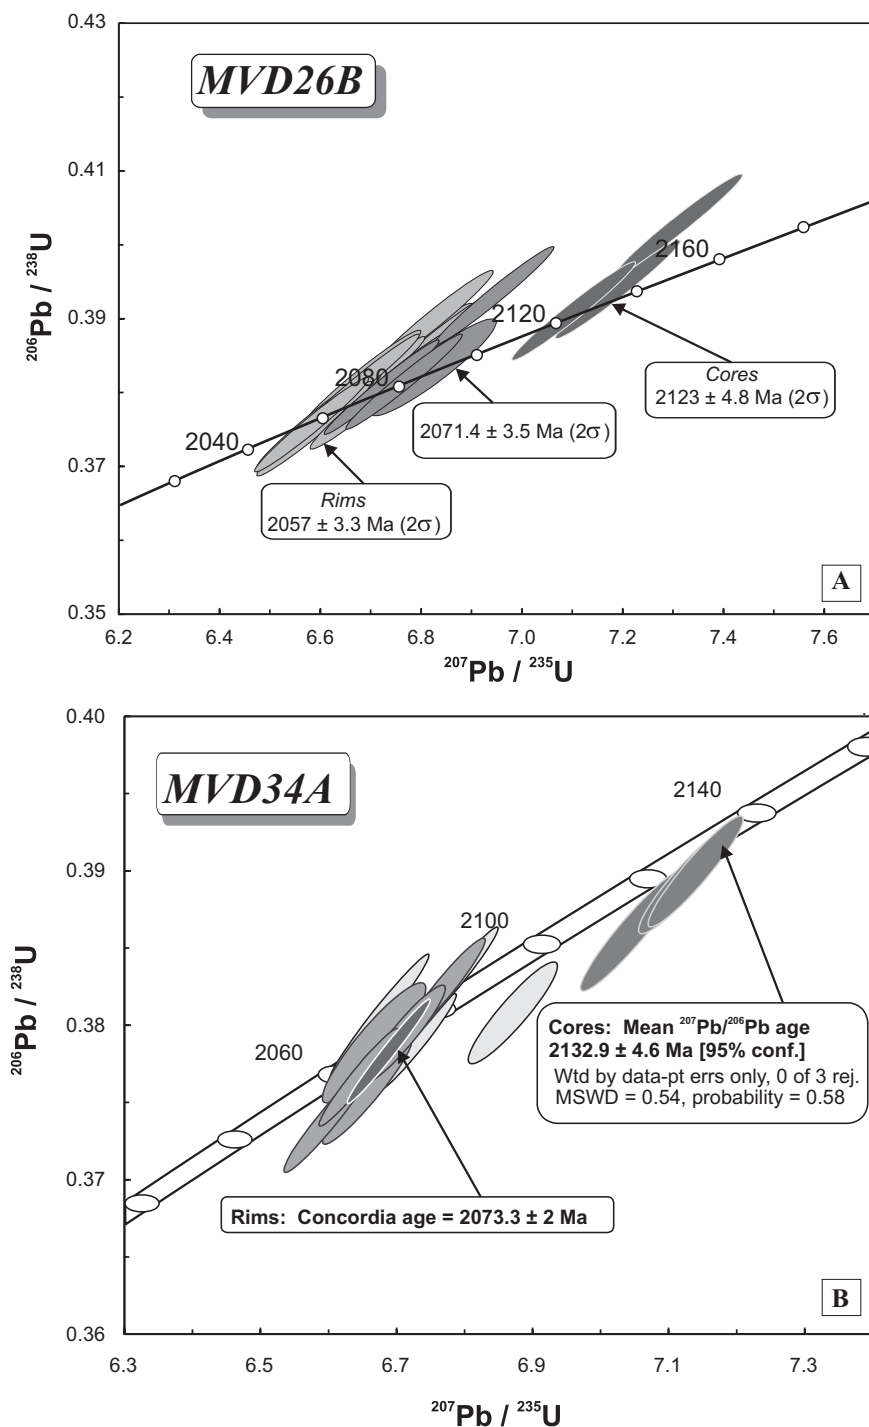 0.43
MVD26B
0.41
2160
0.39
2120
2080
Cores
2123 ± 4.8 Ma (2σ)
2071.4 ± 3.5 Ma (2σ)
2040
0.37
Rims
2057 ± 3.3 Ma (2σ)
A
0.35
6.2 6.4 6.6 6.8 7.0 7.2 7.4 7.6
206Pb / 238U
207Pb / 235U
0.40
MVD34A
2140
0.39
2100
0.38
2060
Cores: Mean 207Pb/206Pb age
2132.9 ± 4.6 Ma [95% conf.]
Wtd by data-pt errs only, 0 of 3 rej.
MSWD = 0.54, probability = 0.58
0.37
Rims: Concordia age = 2073.3 ± 2 Ma
B
0.36
6.3 6.5 6.7 6.9 7.1 7.3
206Pb / 238U
207Pb / 235U